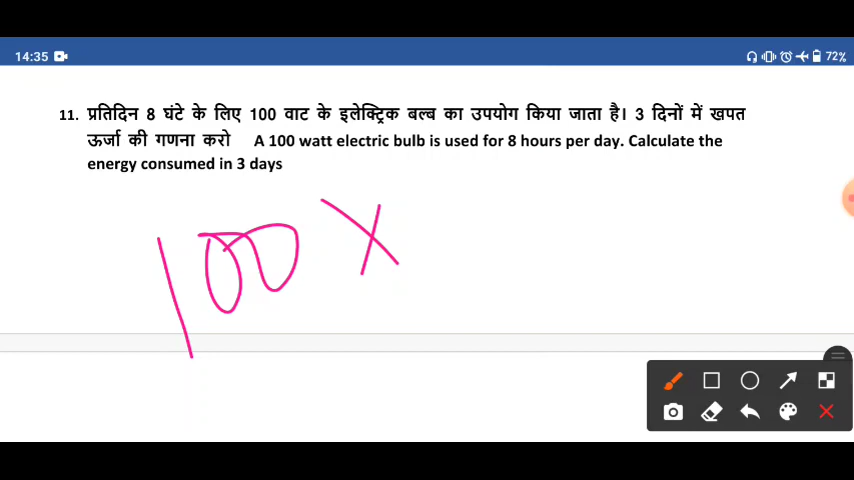 14:35 72%
11. प्रतिदिन 8 घंटे के लिए 100 वाट के इलेक्ट्रिक बल्ब का उपयोग किया जाता है। 3 दिनों में खपत
ऊर्जा की गणना करो A 100 watt electric bulb is used for 8 hours per day. Calculate the
energy consumed in 3 days
100 X